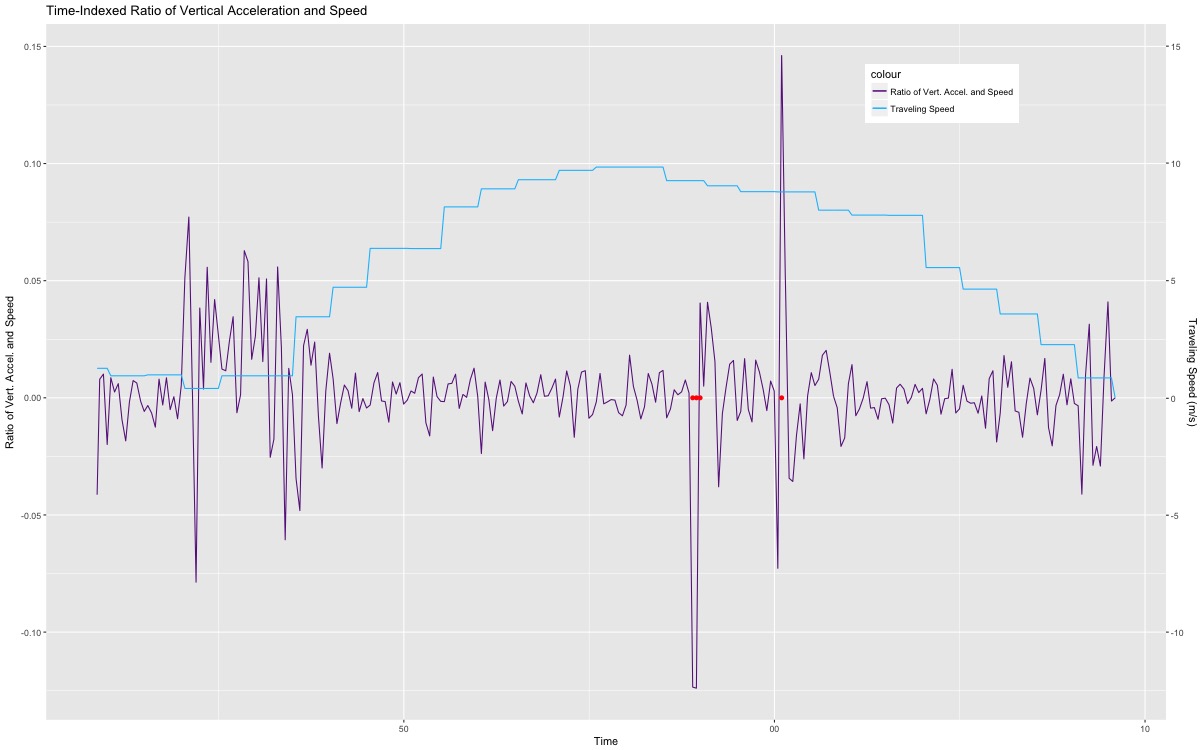 Time-Indexed Ratio of Vertical Acceleration and Speed
0.15
0.10
0.05
0.00
-0.05
-0.10
Ratio of Vert. Accel. and Speed
colour
Ratio of Vert. Accel. and Speed
Traveling Speed
15
10
5
0
-5
-10
Traveling Speed (m/s)
50
00
10
Time